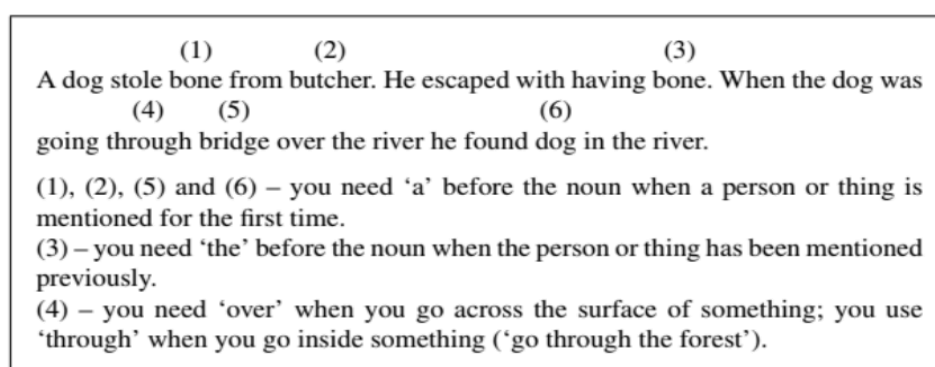 (1) (2) (3)
A dog stole bone from butcher. He escaped with having bone. When the dog was
(4) (5) (6)
going through bridge over the river he found dog in the river.
(1), (2), (5) and (6) – you need ‘a’ before the noun when a person or thing is
mentioned for the first time.
(3) – you need ‘the’ before the noun when the person or thing has been mentioned
previously.
(4) – you need ‘over’ when you go across the surface of something; you use
‘through’ when you go inside something (‘go through the forest’).